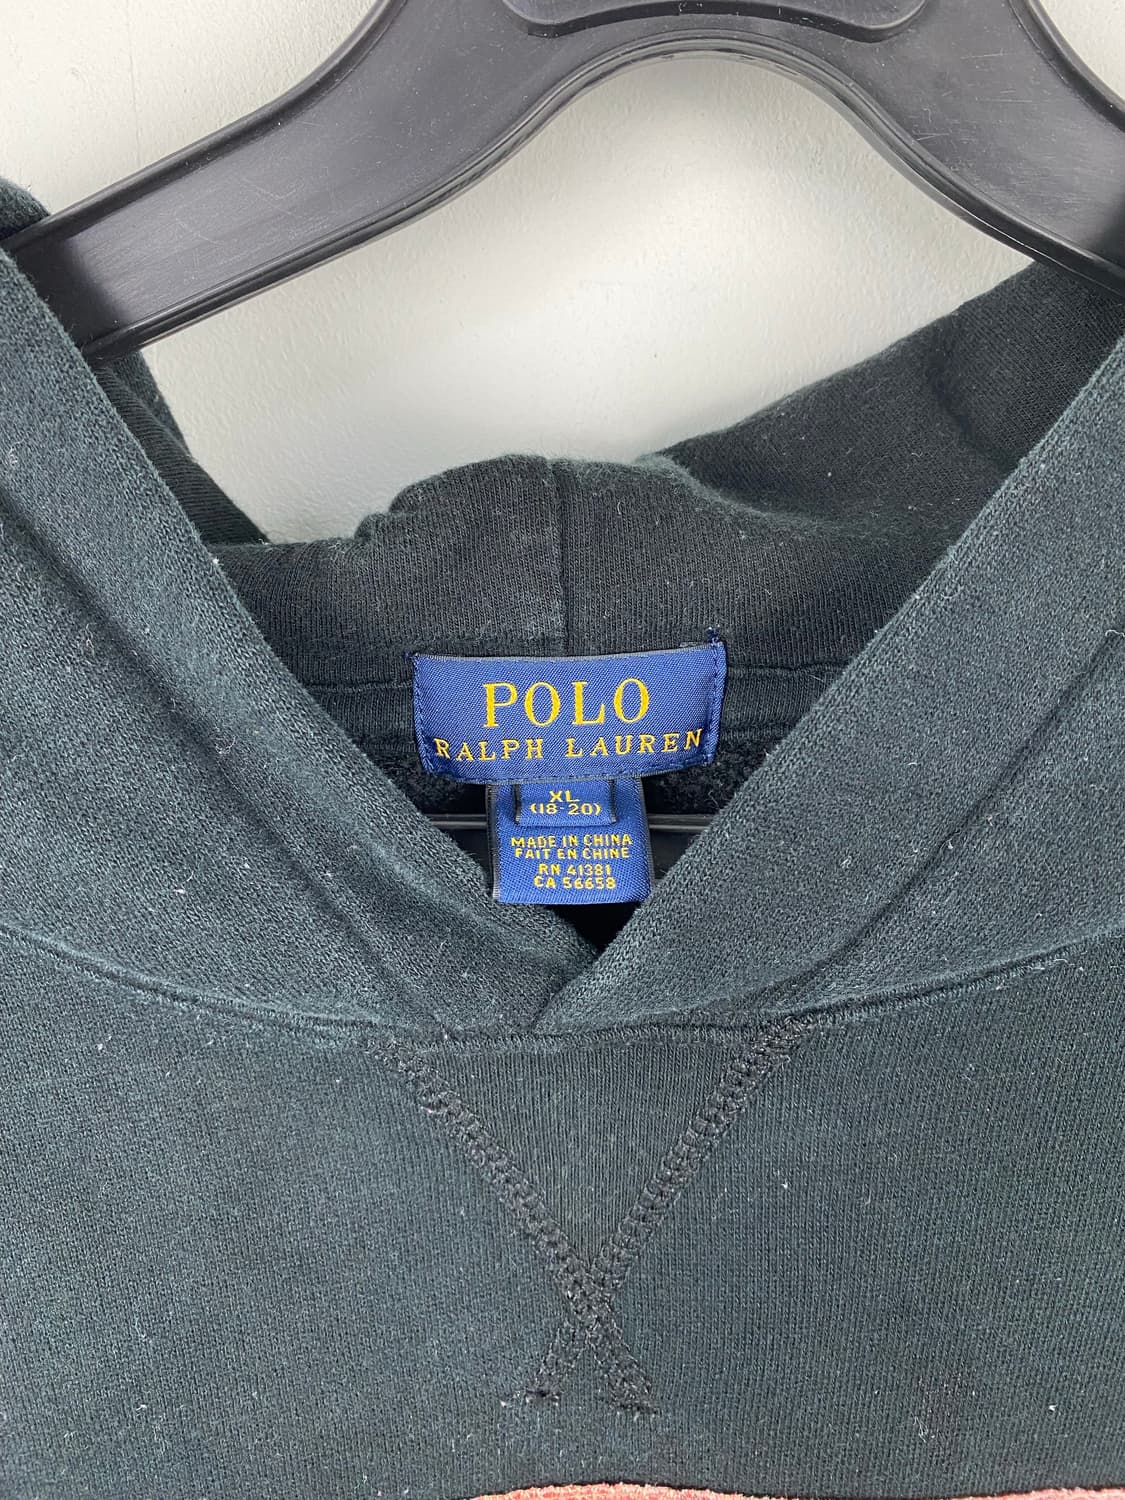 POLO
RALPH LAUREN
XL
(18-20)
MADE IN CHINA
FAIT EN CHINE
RN 41381
CA 56658